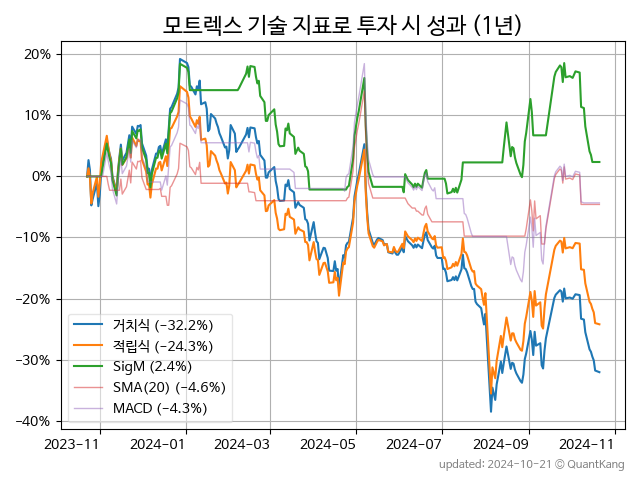 모트렉스 기술 지표로 투자 시 성과 (1년)
20%
10%
0%
−10%
−20%
−30%
−40%
거치식 (−32.2%)
적립식 (−24.3%)
SigM (2.4%)
SMA(20) (−4.6%)
MACD (−4.3%)
2023-11 2024-01 2024-03 2024-05 2024-07 2024-09 2024-11
updated: 2024-10-21 © QuantKang